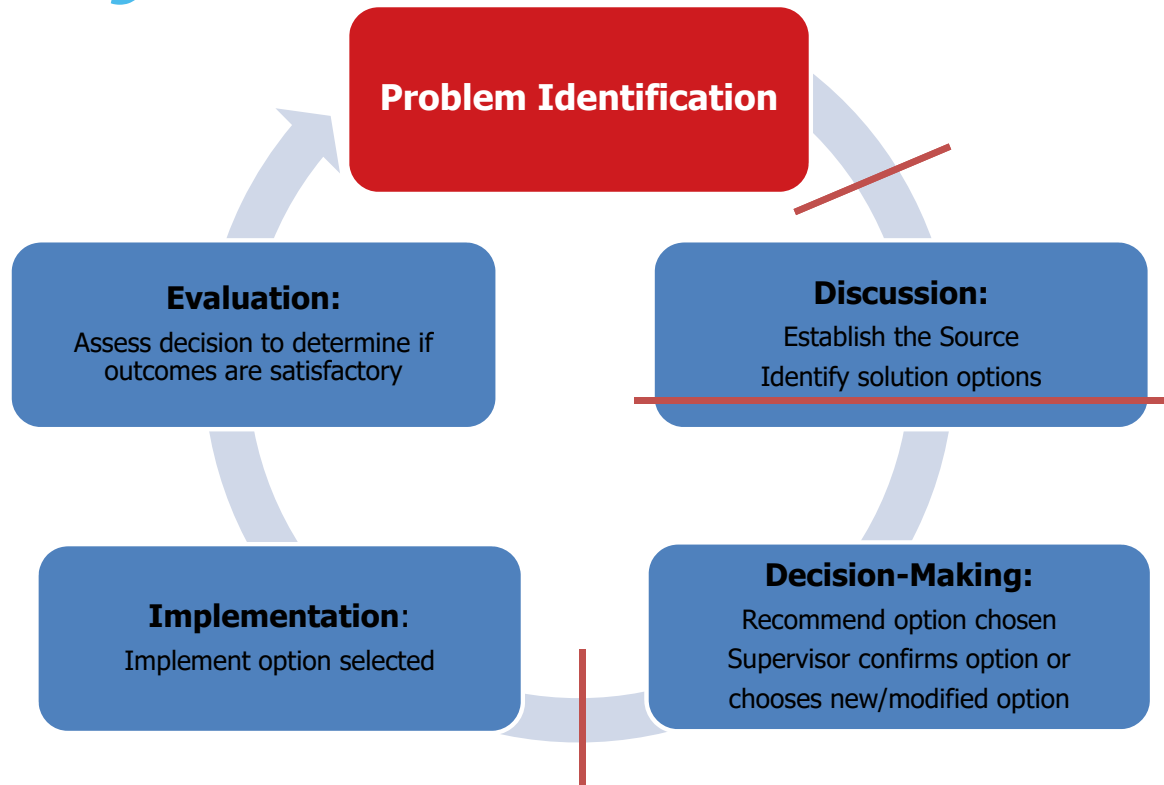 Problem Identification
Discussion:
Establish the Source
Identify solution options
Decision-Making:
Recommend option chosen
Supervisor confirms option or
chooses new/modified option
Implementation:
Implement option selected
Evaluation:
Assess decision to determine if
outcomes are satisfactory